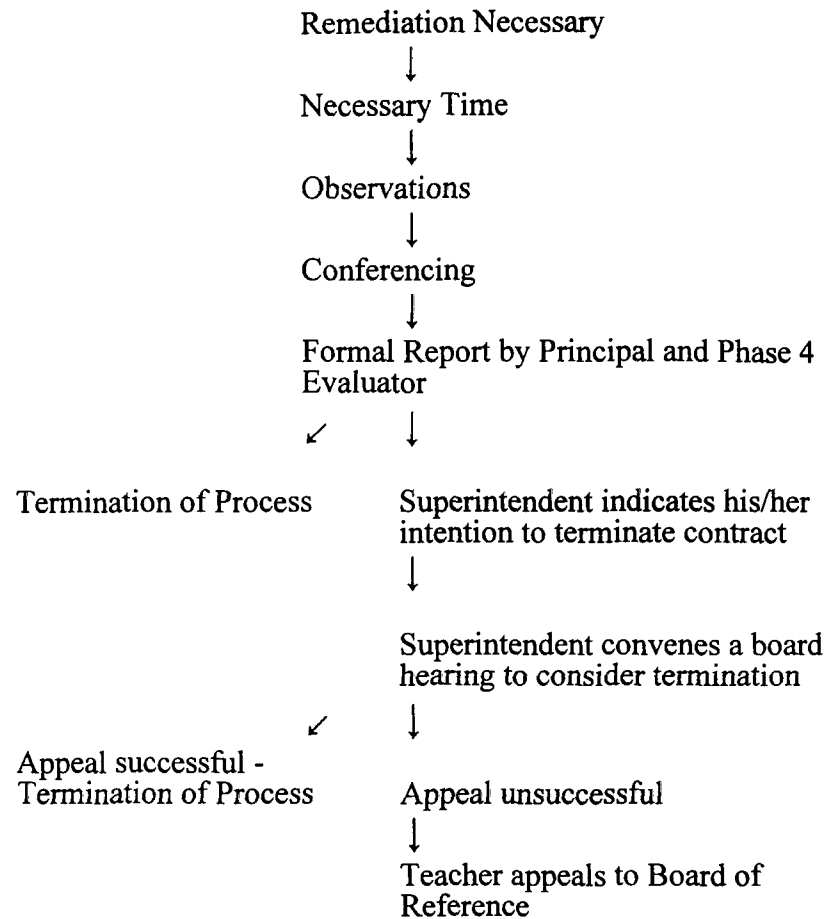 Remediation Necessary
↓
Necessary Time
↓
Observations
↓
Conferencing
↓
Formal Report by Principal and Phase 4
Evaluator
↙ ↓
Termination of Process
Superintendent indicates his/her
intention to terminate contract
↓
Superintendent convenes a board
hearing to consider termination
↙ ↓
Appeal successful -
Termination of Process
Appeal unsuccessful
↓
Teacher appeals to Board of
Reference